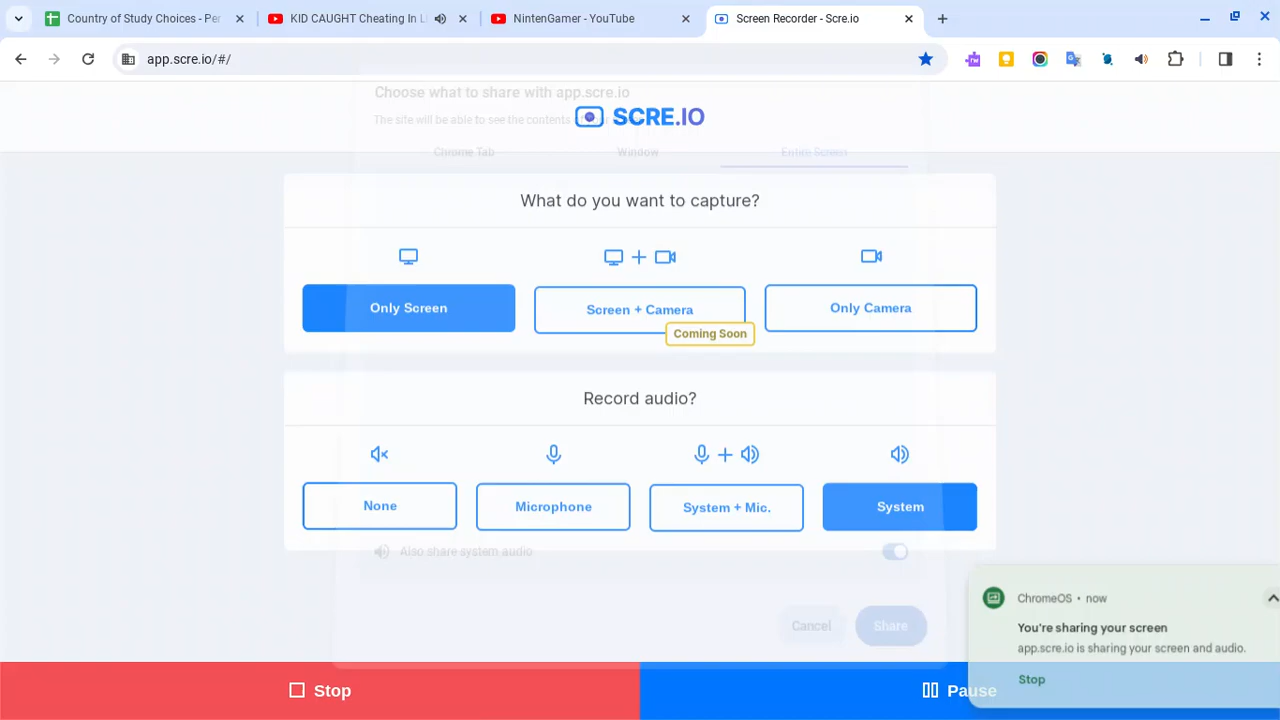 Country of Study Choices - Per
KID CAUGHT Cheating In L
NintenGamer - YouTube
Screen Recorder - Scre.io
app.scre.io/#/
Choose what to share with app.scre.io
SCRE.IO
The site will be able to see the contents
Chrome Tab
Window
Entire Screen
What do you want to capture?
Only Screen
Screen + Camera
Only Camera
Coming Soon
Record audio?
None
Microphone
System + Mic.
System
Also share system audio
ChromeOS • now
You're sharing your screen
app.scre.io is sharing your screen and audio.
Stop
Cancel
Share
Stop
Pause